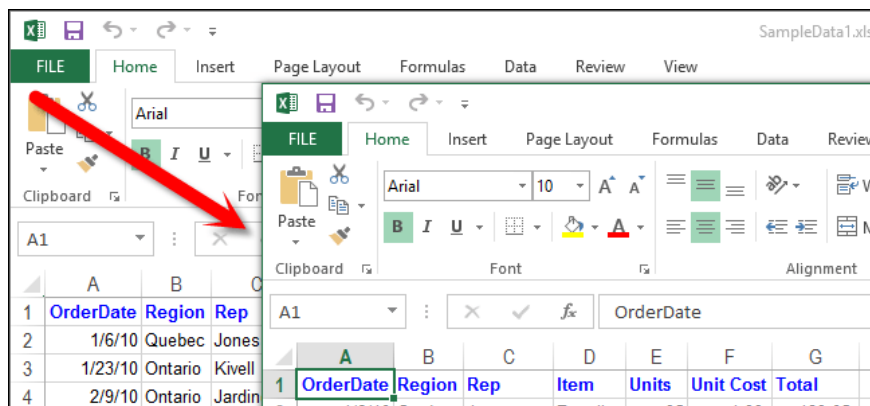 SampleData1.xls
FILE Home Insert Page Layout Formulas Data Review View
Arial
Paste
B I U
Clipboard
A1
A B C
1 OrderDate Region Rep
2 1/6/10 Quebec Jones
3 1/23/10 Ontario Kivell
4 2/9/10 Ontario Jardin
FILE Home Insert Page Layout Formulas Data Review
Arial 10 A A
Paste
B I U A
Clipboard Font Alignment
A1 fx OrderDate
A B C D E F G
1 OrderDate Region Rep Item Units Unit Cost Total